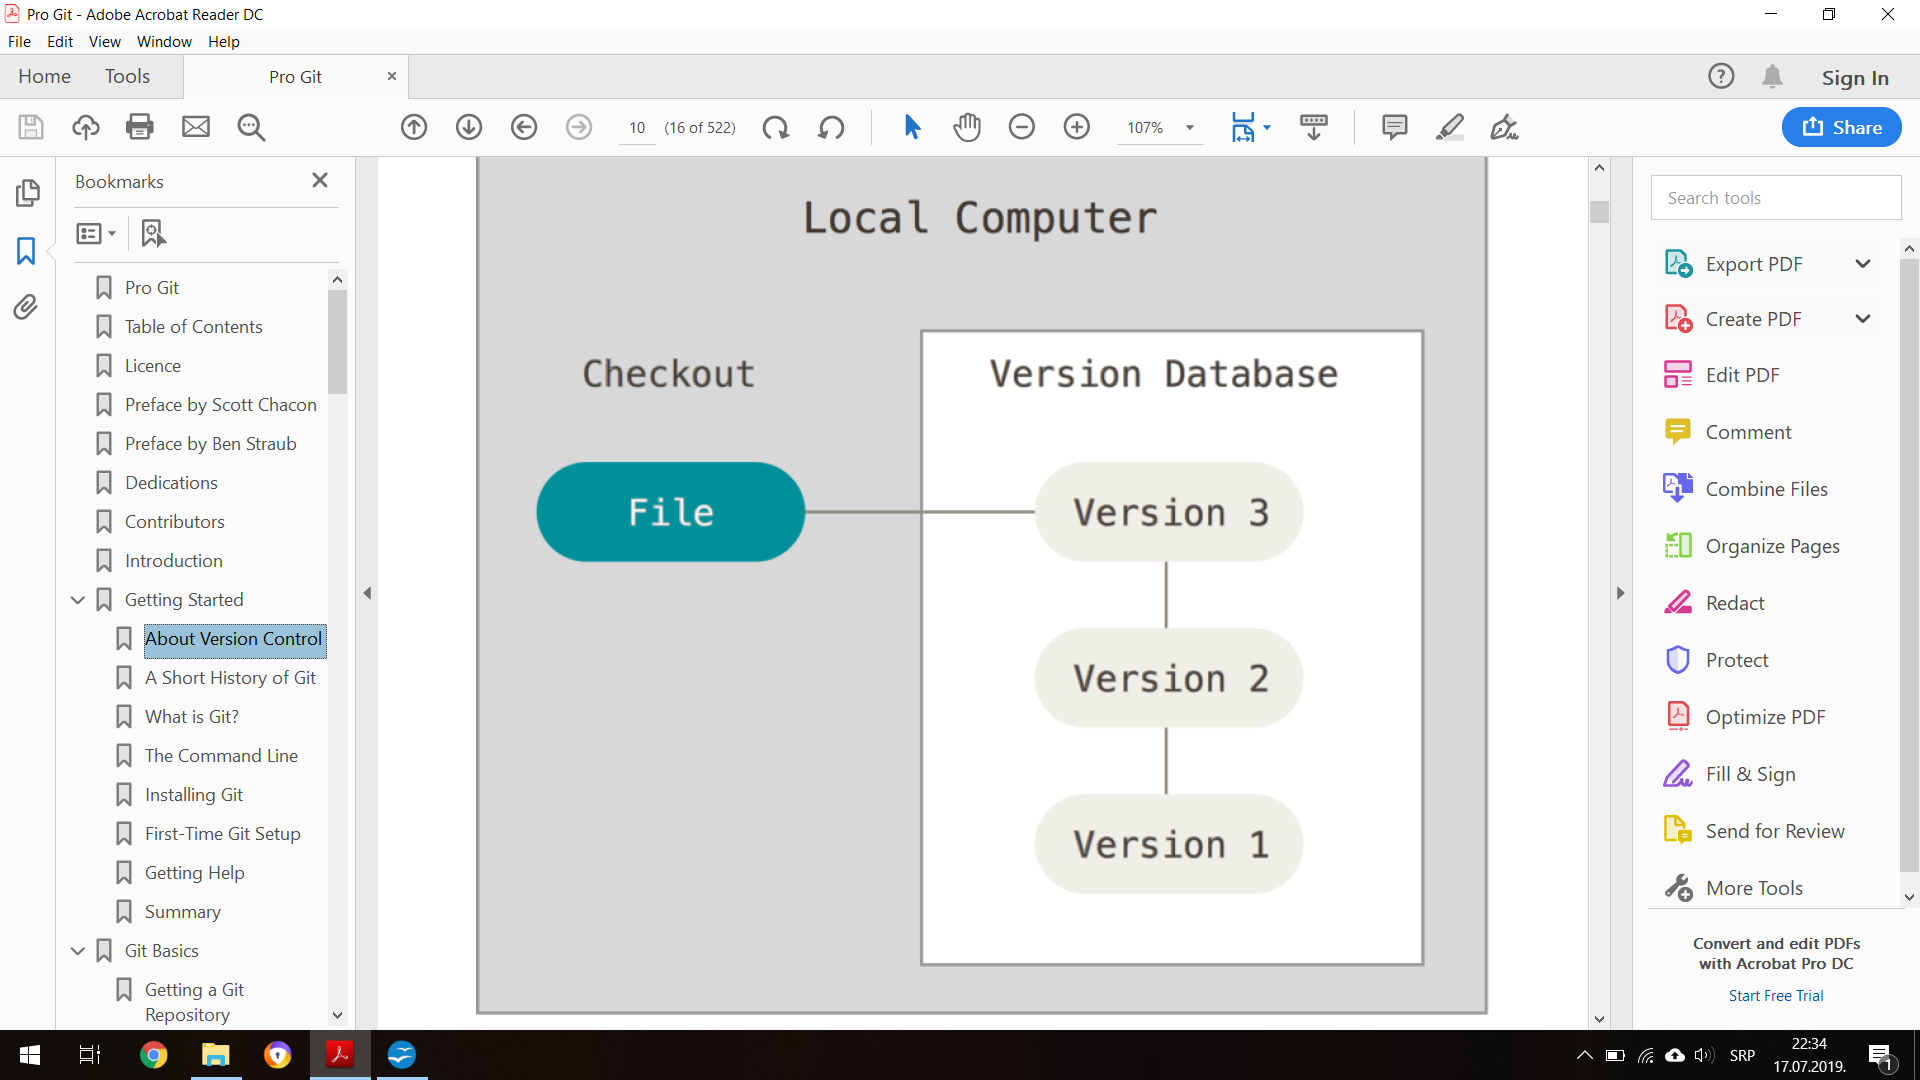 Pro Git - Adobe Acrobat Reader DC
File Edit View Window Help
Home Tools Pro Git Sign In
10 (16 of 522) 107% Share
Bookmarks
Pro Git
Table of Contents
Licence
Preface by Scott Chacon
Preface by Ben Straub
Dedications
Contributors
Introduction
Getting Started
About Version Control
A Short History of Git
What is Git?
The Command Line
Installing Git
First-Time Git Setup
Getting Help
Summary
Git Basics
Getting a Git
Repository
Local Computer
Checkout
Version Database
File
Version 3
Version 2
Version 1
Search tools
Export PDF
Create PDF
Edit PDF
Comment
Combine Files
Organize Pages
Redact
Protect
Optimize PDF
Fill & Sign
Send for Review
More Tools
Convert and edit PDFs
with Acrobat Pro DC
Start Free Trial
SRP
22:34
17.07.2019.
1